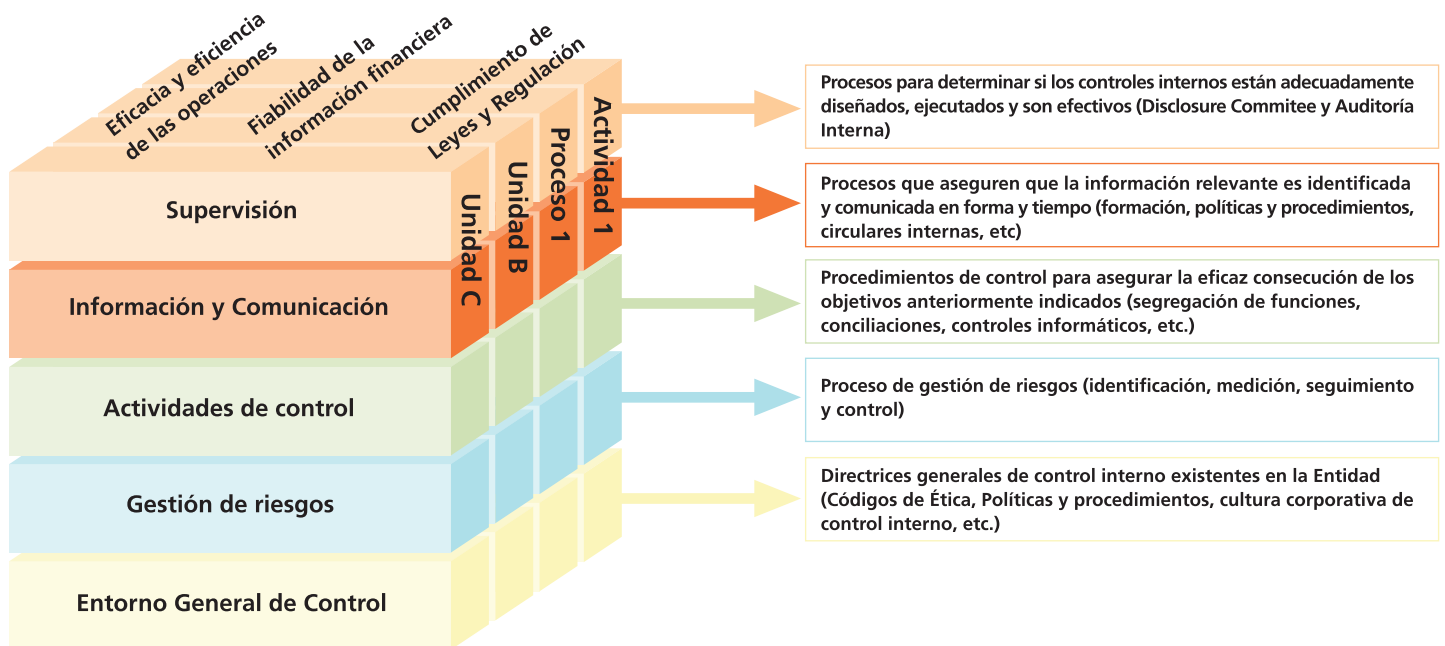 Eficacia y eficiencia
de las operaciones
Fiabilidad de la
información financiera
Cumplimiento de
Leyes y Regulación
Supervisión
Información y Comunicación
Actividades de control
Gestión de riesgos
Entorno General de Control
Unidad C
Unidad B
Proceso 1
Actividad 1
Procesos para determinar si los controles internos están adecuadamente
diseñados, ejecutados y son efectivos (Disclosure Commitee y Auditoría
Interna)
Procesos que aseguren que la información relevante es identificada
y comunicada en forma y tiempo (formación, políticas y procedimientos,
circulares internas, etc)
Procedimientos de control para asegurar la eficaz consecución de los
objetivos anteriormente indicados (segregación de funciones,
conciliaciones, controles informáticos, etc.)
Proceso de gestión de riesgos (identificación, medición, seguimiento
y control)
Directrices generales de control interno existentes en la Entidad
(Códigos de Ética, Políticas y procedimientos, cultura corporativa de
control interno, etc.)